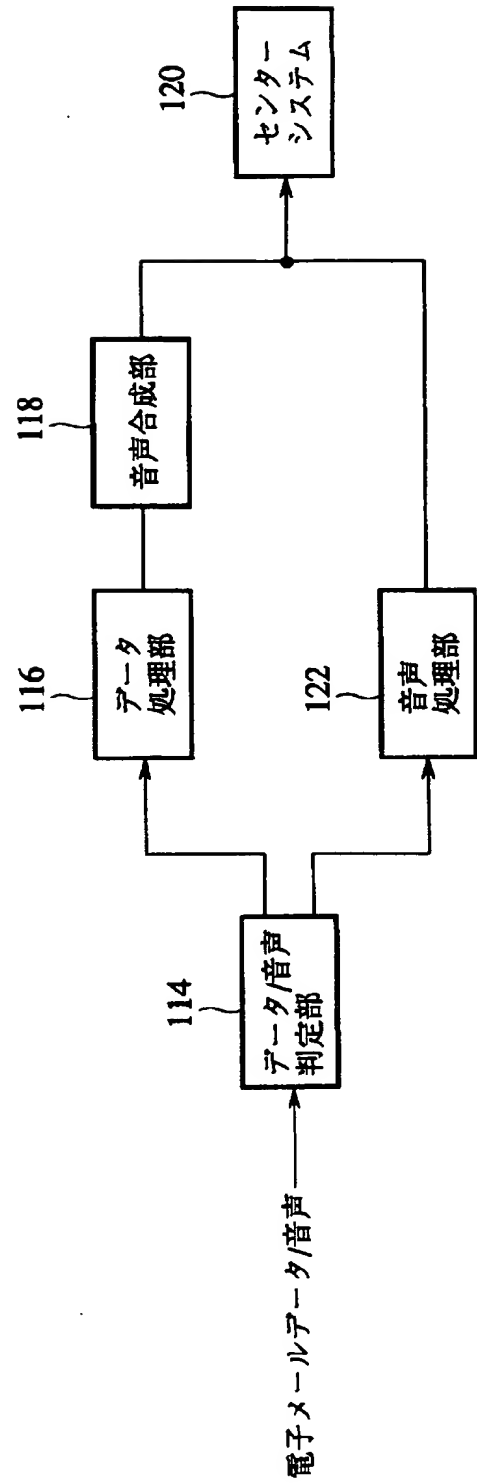 電子メールデータ/音声
114
データ/音声
判定部
116
データ
処理部
118
音声合成部
122
音声
処理部
120
センター
システム